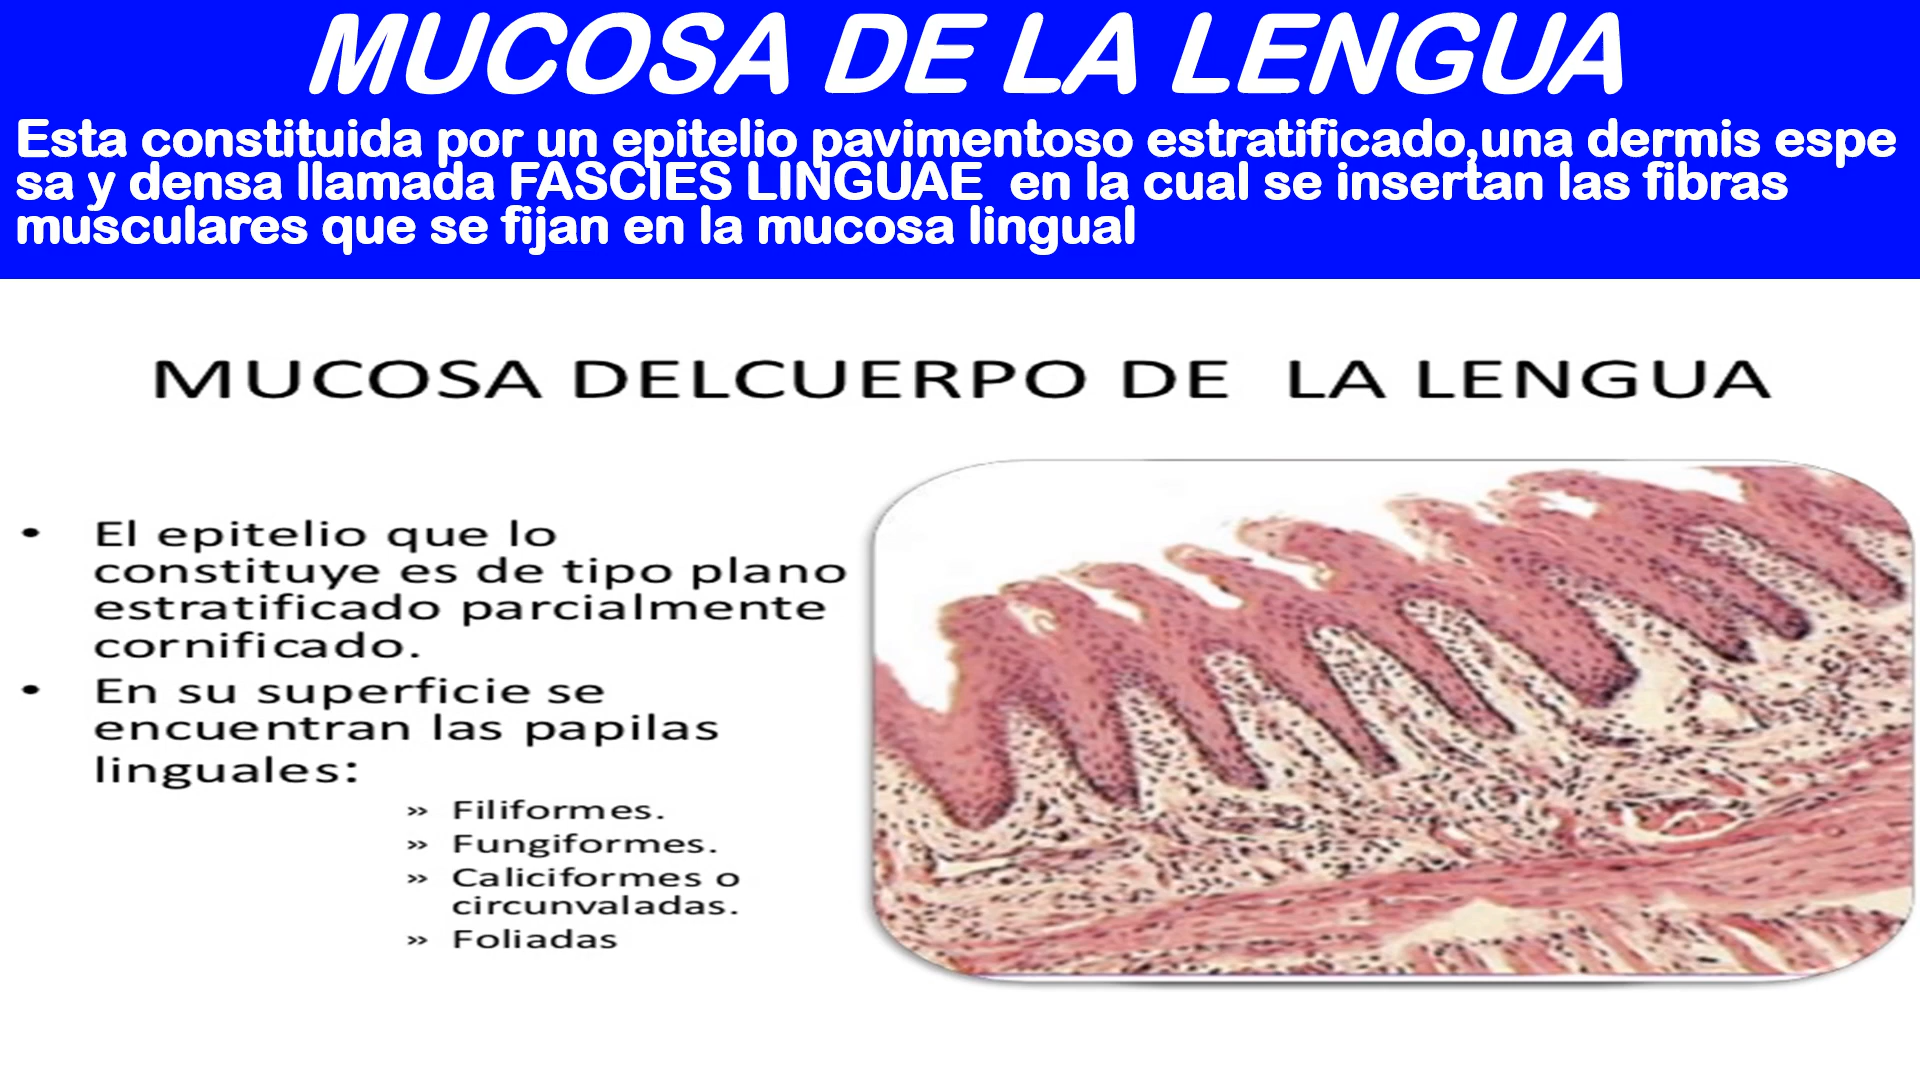 MUCOSA DE LA LENGUA
Esta constituida por un epitelio pavimentoso estratificado,una dermis espe
sa y densa llamada FASCIES LINGUAE en la cual se insertan las fibras
musculares que se fijan en la mucosa lingual
MUCOSA DELCUERPO DE LA LENGUA
• El epitelio que lo
constituye es de tipo plano
estratificado parcialmente
cornificado.
• En su superficie se
encuentran las papilas
linguales:
» Filiformes.
» Fungiformes.
» Caliciformes o
circunvaladas.
» Foliadas